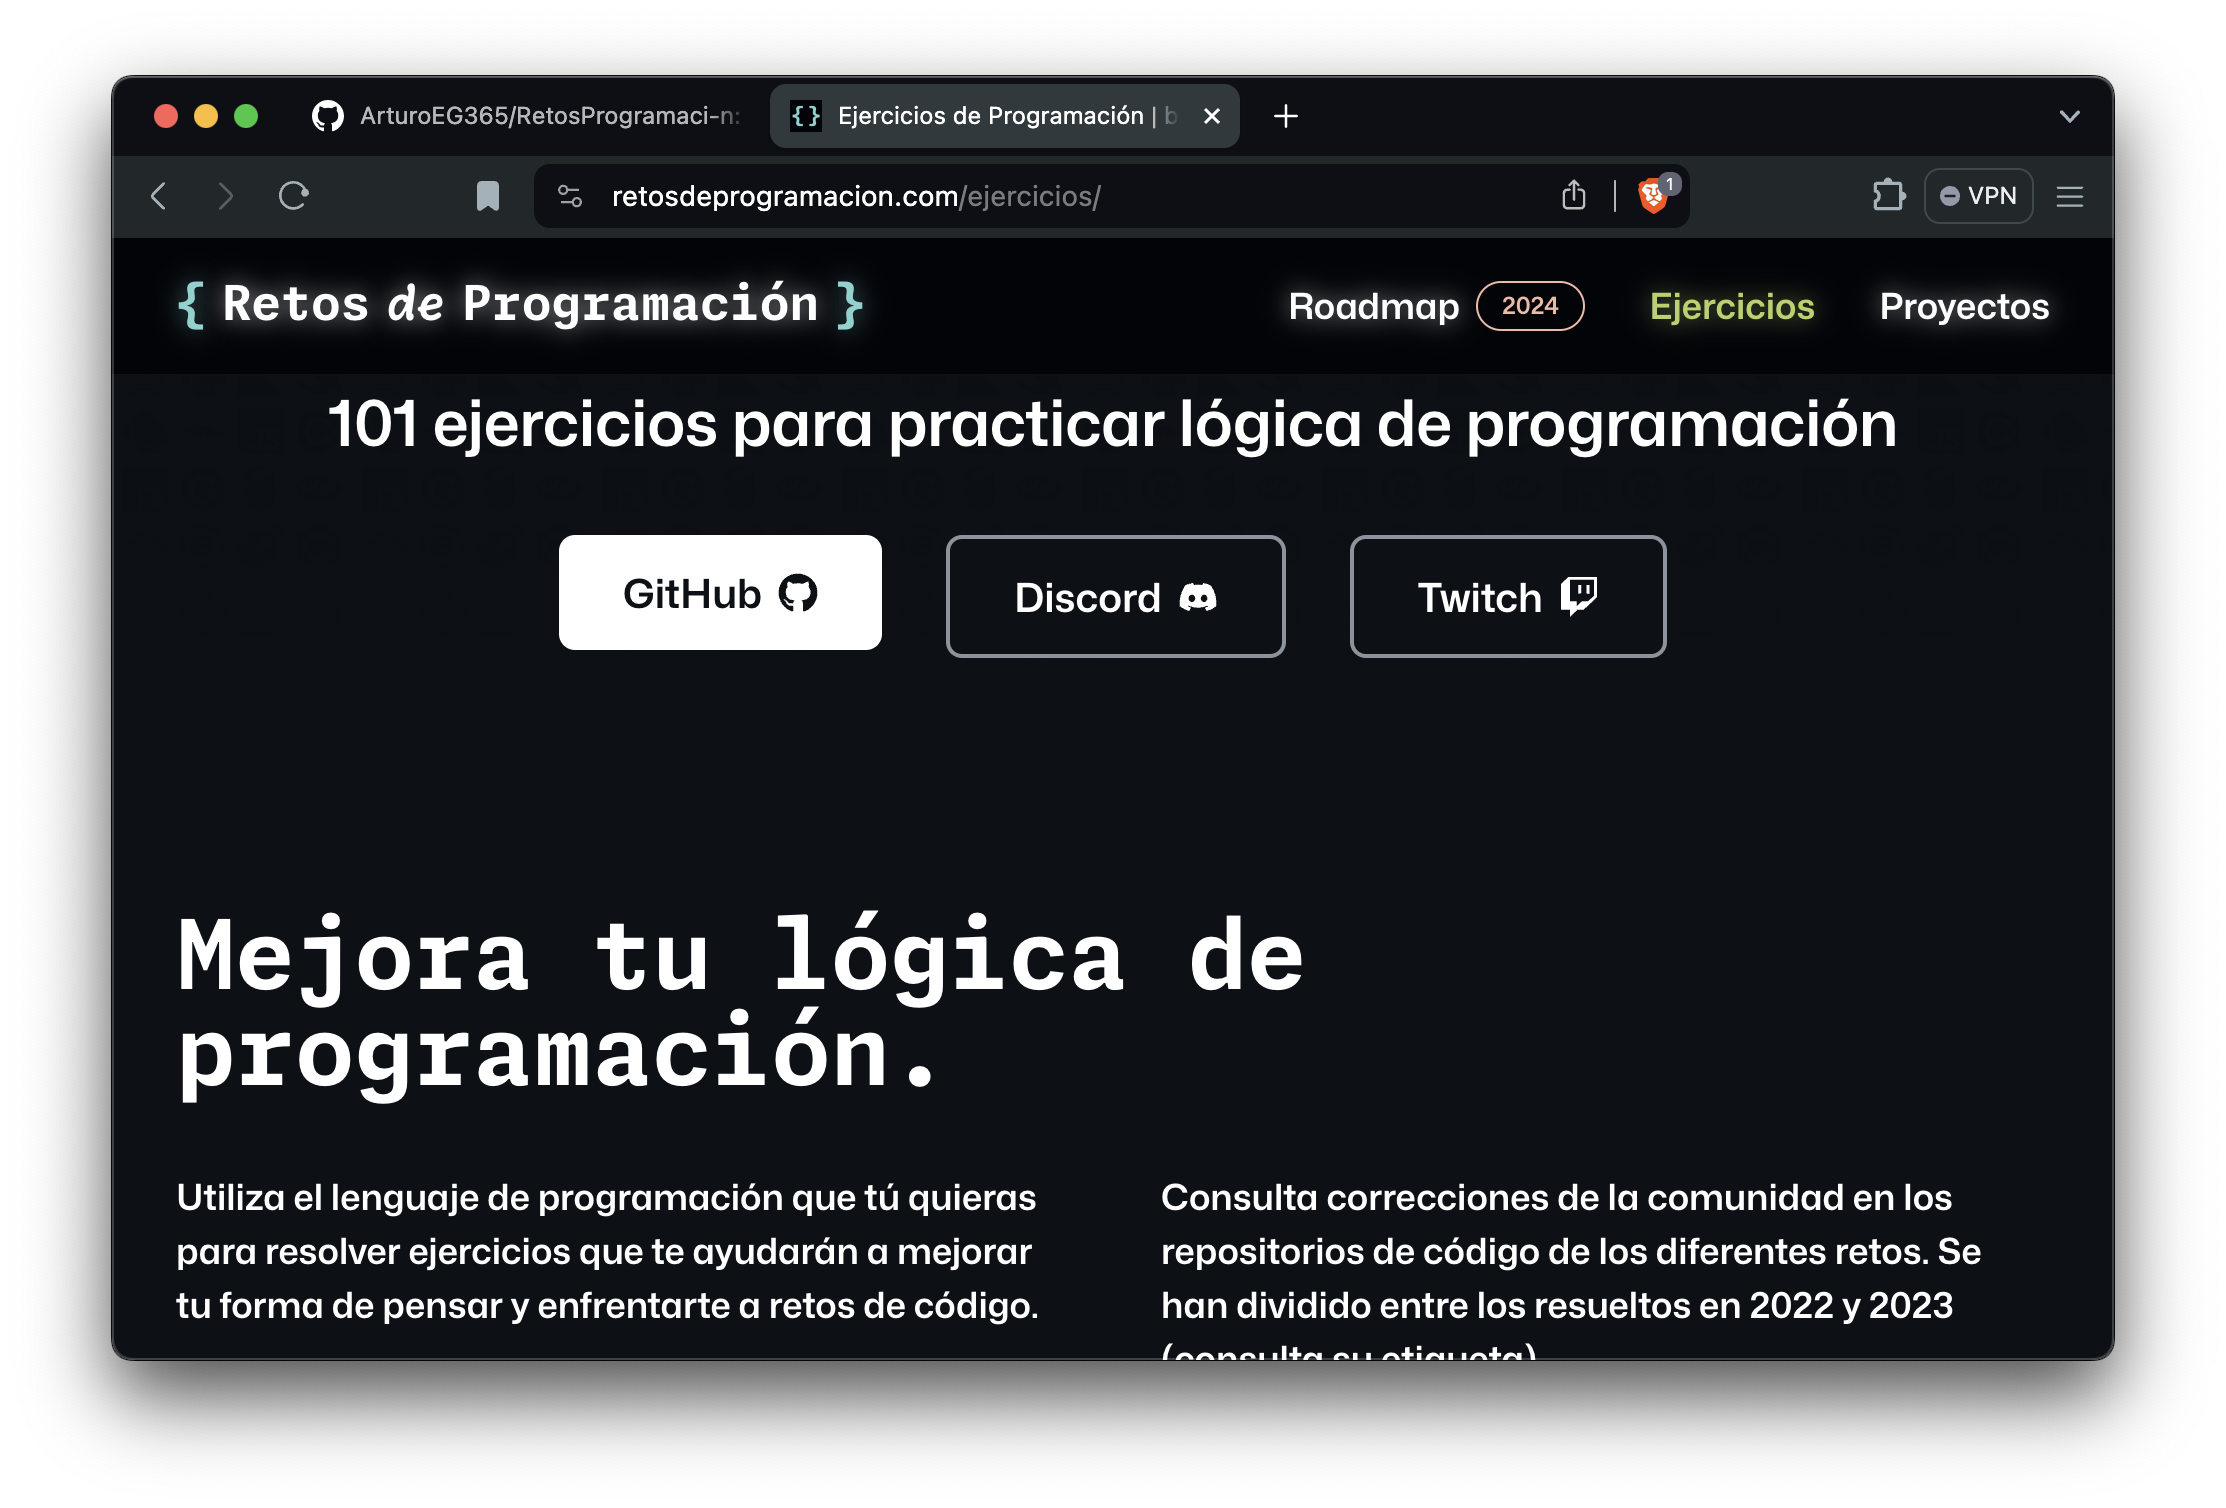 ArturoEG365/RetosProgramaci-n:
{} Ejercicios de Programación | b
retosdeprogramacion.com/ejercicios/
1
VPN
{ Retos de Programación }
Roadmap 2024 Ejercicios Proyectos
101 ejercicios para practicar lógica de programación
GitHub
Discord
Twitch
Mejora tu lógica de
programación.
Utiliza el lenguaje de programación que tú quieras
para resolver ejercicios que te ayudarán a mejorar
tu forma de pensar y enfrentarte a retos de código.
Consulta correcciones de la comunidad en los
repositorios de código de los diferentes retos. Se
han dividido entre los resueltos en 2022 y 2023
(consulta su etiqueta)